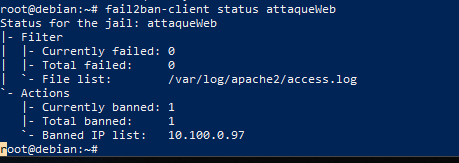 root@debian:~# fail2ban-client status attaqueWeb
Status for the jail: attaqueWeb
|- Filter
|  |- Currently failed: 0
|  |- Total failed:     0
|  `- File list:        /var/log/apache2/access.log
`- Actions
   |- Currently banned: 1
   |- Total banned:     1
   `- Banned IP list:   10.100.0.97
root@debian:~#